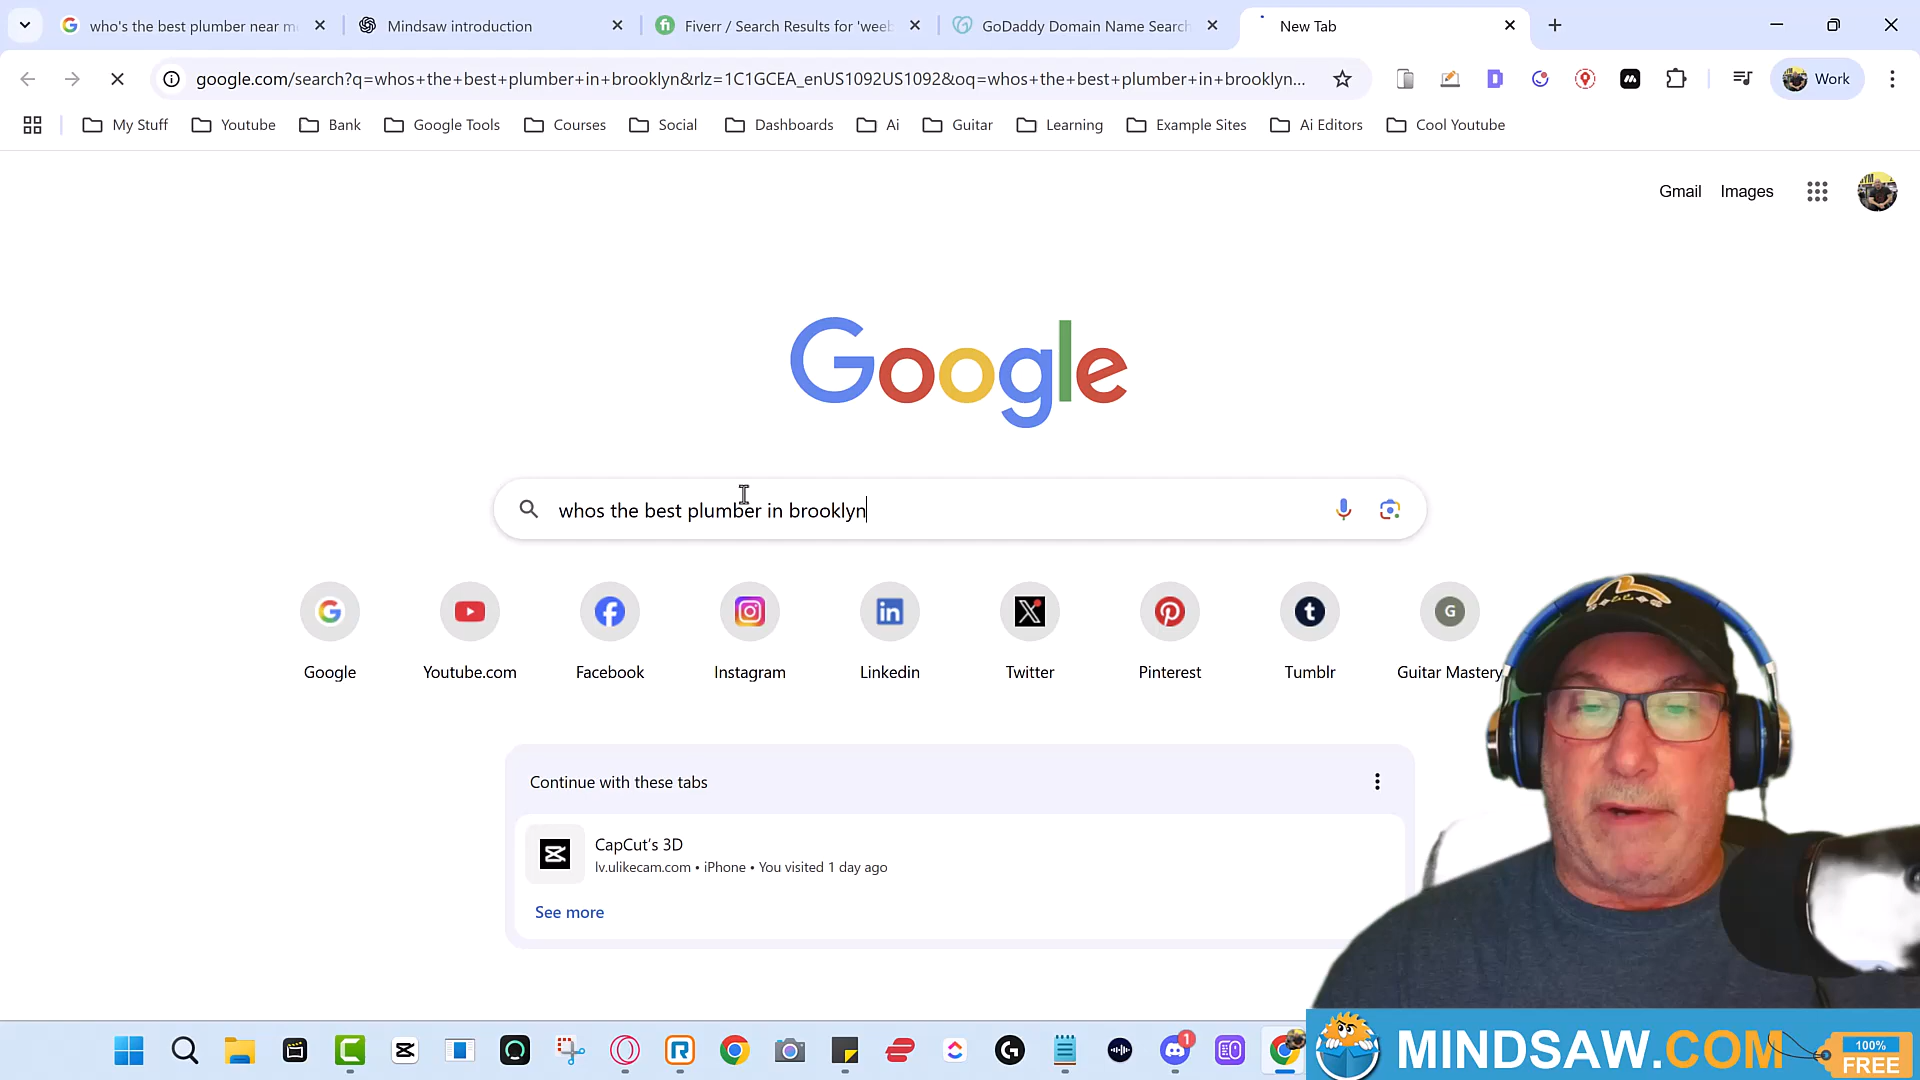 who's the best plumber near m
Mindsaw introduction
Fiverr / Search Results for 'weeb
GoDaddy Domain Name Search
New Tab
google.com/search?q=whos+the+best+plumber+in+brooklyn&rlz=1C1GCEA_enUS1092US1092&oq=whos+the+best+plumber+in+brooklyn...
Work
My Stuff
Youtube
Bank
Google Tools
Courses
Social
Dashboards
Ai
Guitar
Learning
Example Sites
Ai Editors
Cool Youtube
Gmail
Images
Google
whos the best plumber in brooklyn
G
Google
Youtube.com
Facebook
Instagram
Linkedin
Twitter
Pinterest
Tumblr
Guitar Mastery
Continue with these tabs
CapCut's 3D
lv.ulikecam.com • iPhone • You visited 1 day ago
See more
1
MINDSAW.COM
100%
FREE